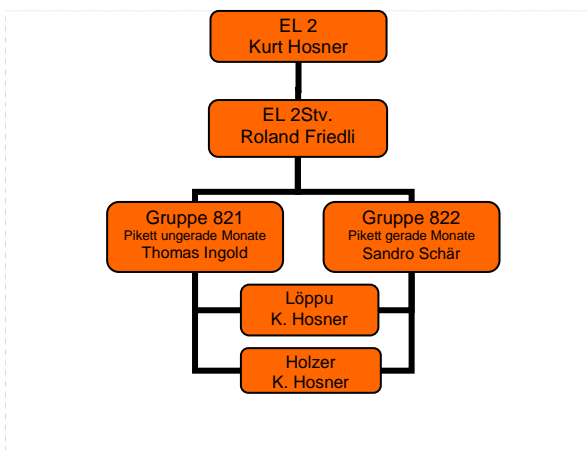 EL 2
Kurt Hosner
EL 2Stv.
Roland Friedli
Gruppe 821
Pikett ungerade Monate
Thomas Ingold
Gruppe 822
Pikett gerade Monate
Sandro Schär
Löppu
K. Hosner
Holzer
K. Hosner